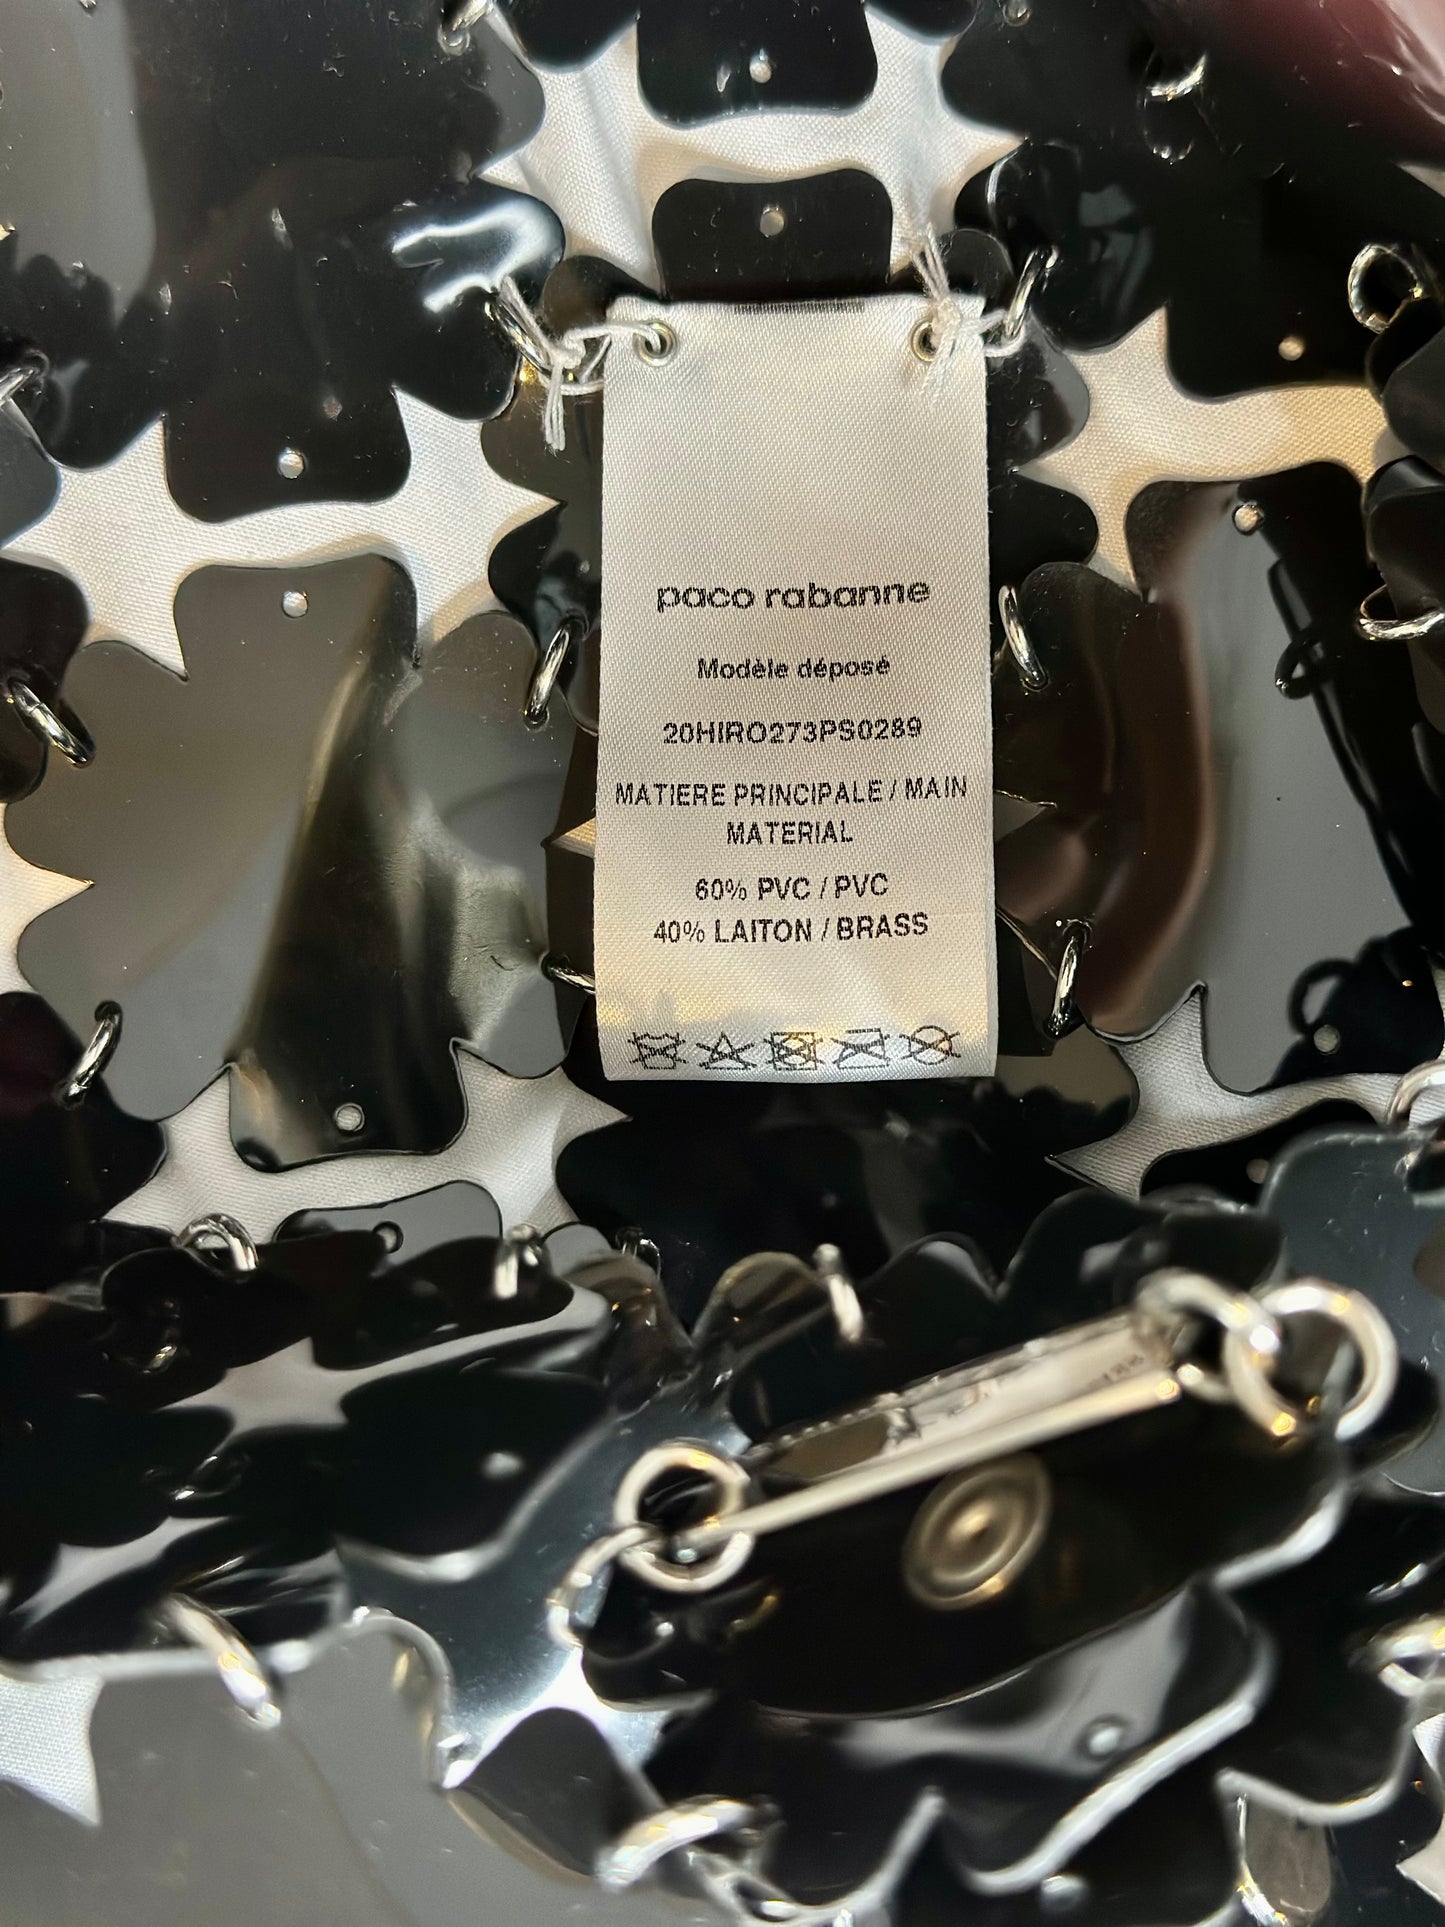 paco rabanne
Modèle déposé
20HIRO273PS0289
MATIERE PRINCIPALE / MAIN
MATERIAL
60% PVC / PVC
40% LAITON / BRASS